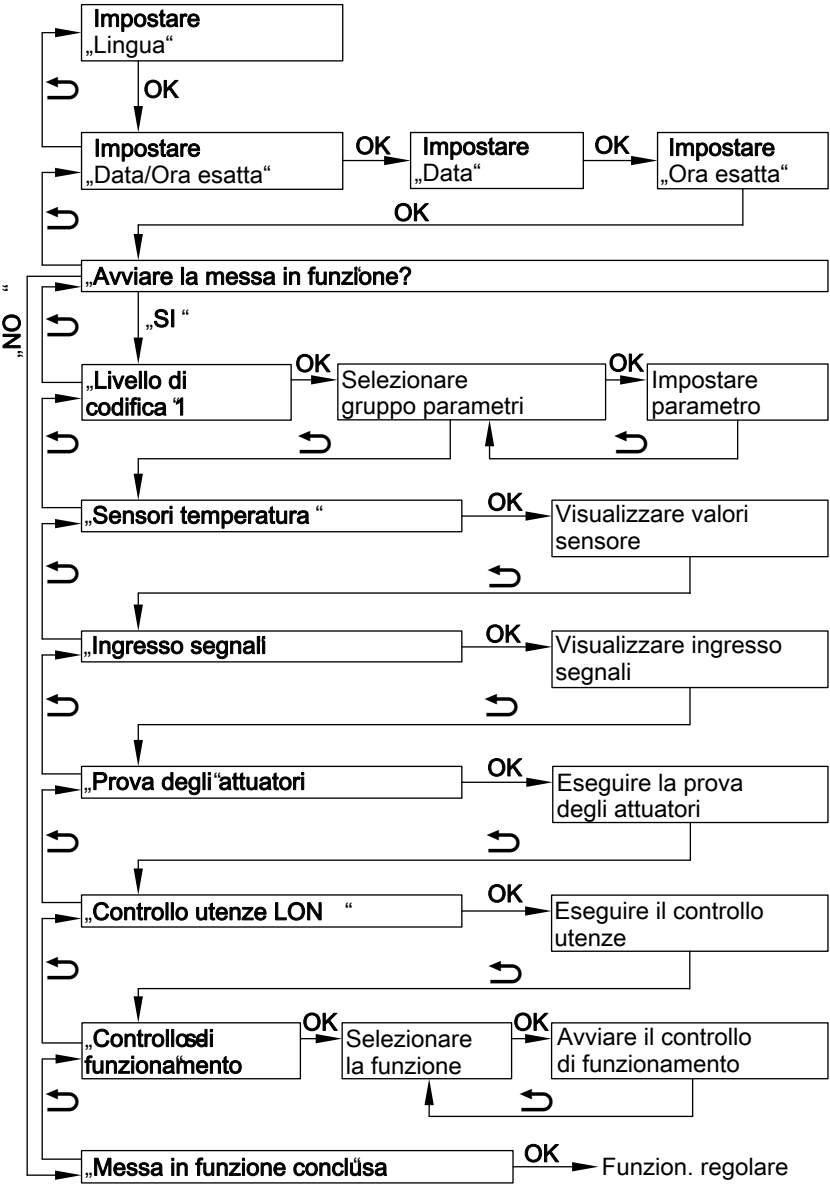 Impostare
„Lingua“
OK
Impostare
„Data/Ora esatta“
OK
Impostare
„Data“
OK
Impostare
„Ora esatta“
OK
„Avviare la messa in funzione?“
„NO“
„SI“
„Livello di
codifica 1“
OK
Selezionare
gruppo parametri
OK
Impostare
parametro
„Sensori temperatura“
OK
Visualizzare valori
sensore
„Ingresso segnali
OK
Visualizzare ingresso
segnali
„Prova degli attuatori“
OK
Eseguire la prova
degli attuatori
„Controllo utenze LON“
OK
Eseguire il controllo
utenze
„Controllo di
funzionamento“
OK
Selezionare
la funzione
OK
Avviare il controllo
di funzionamento
„Messa in funzione conclusa“
OK
Funzion. regolare